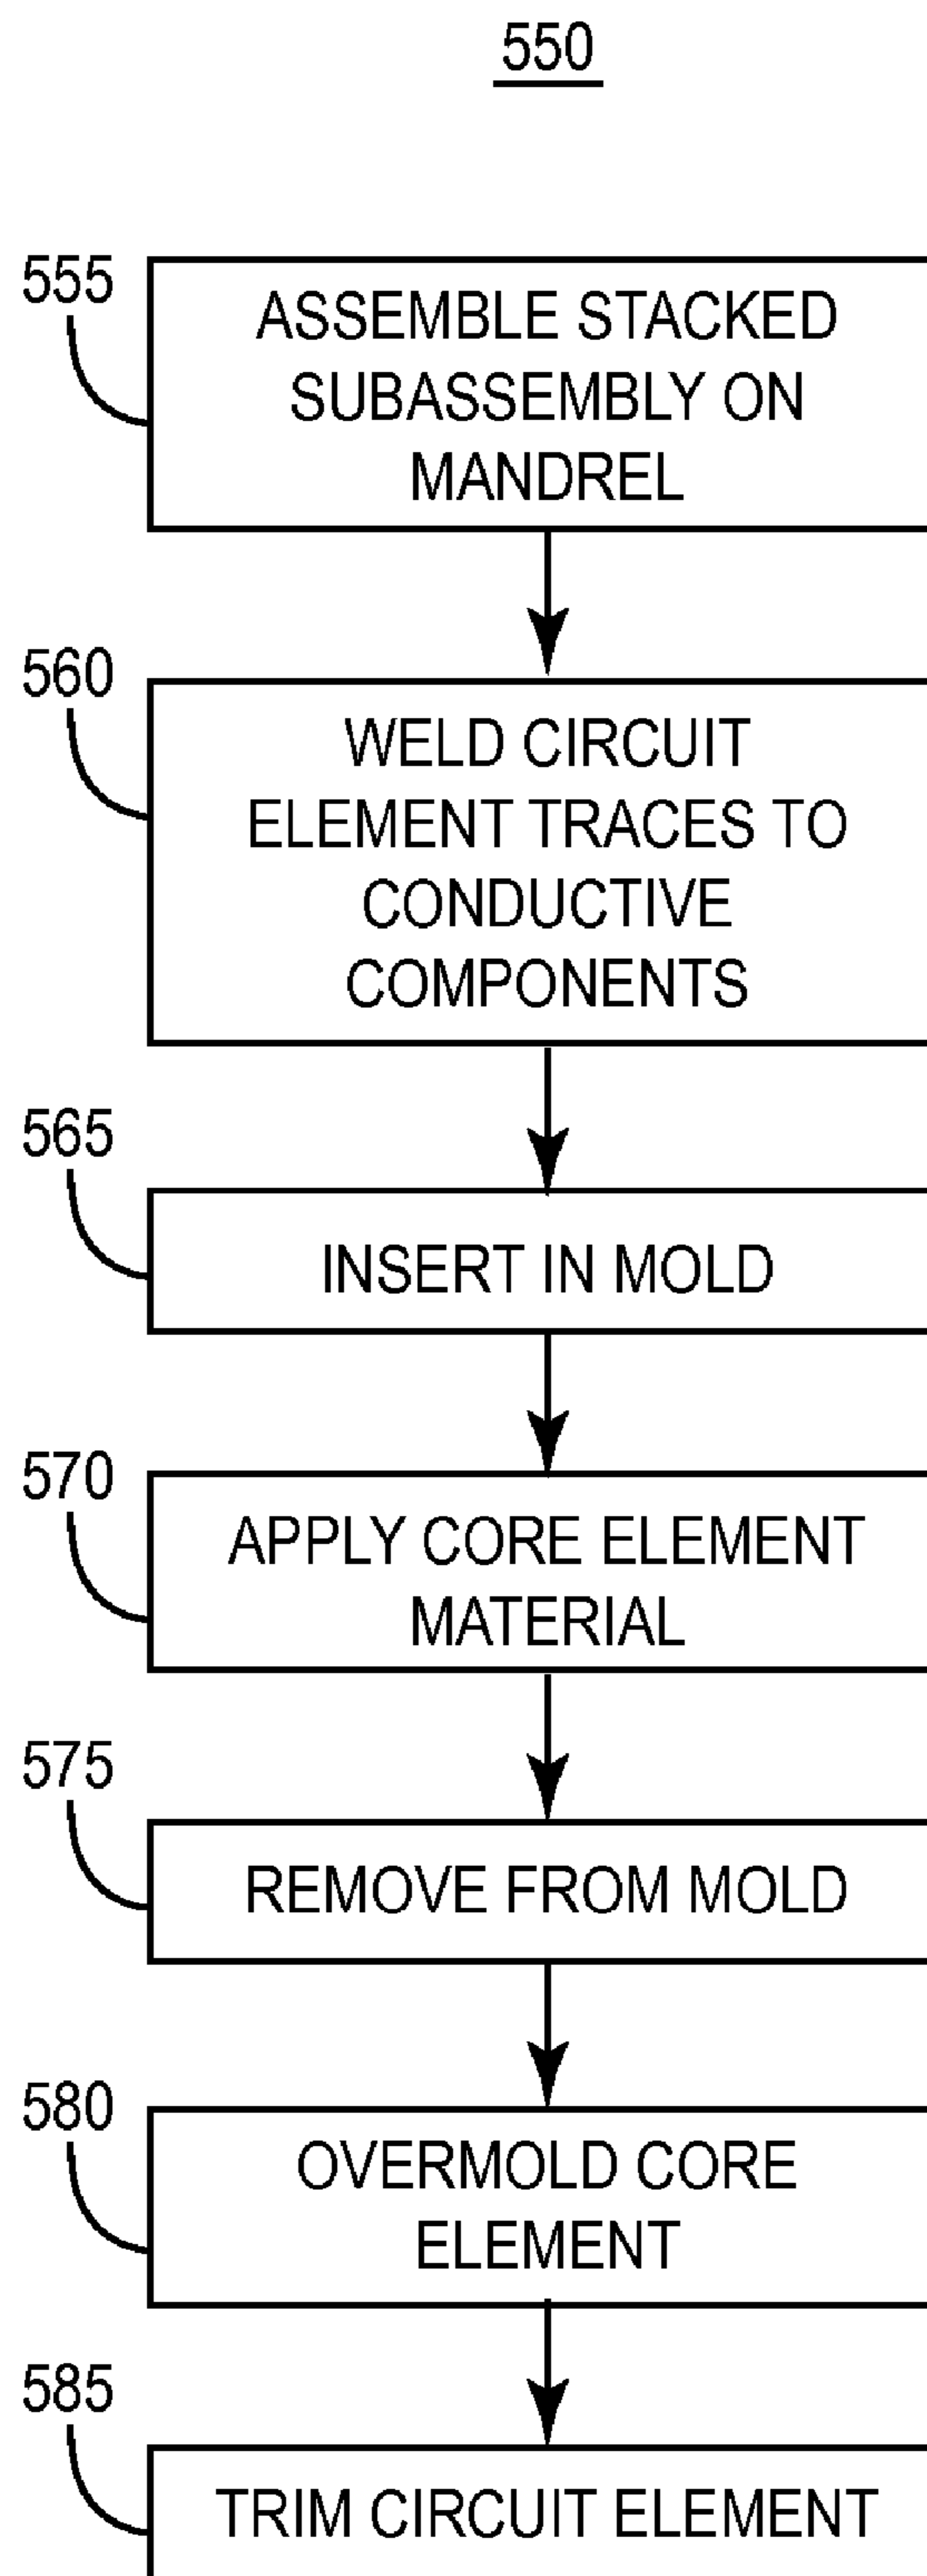 550
555
ASSEMBLE STACKED
SUBASSEMBLY ON
MANDREL
560
WELD CIRCUIT
ELEMENT TRACES TO
CONDUCTIVE
COMPONENTS
565
INSERT IN MOLD
570
APPLY CORE ELEMENT
MATERIAL
575
REMOVE FROM MOLD
580
OVERMOLD CORE
ELEMENT
585
TRIM CIRCUIT ELEMENT